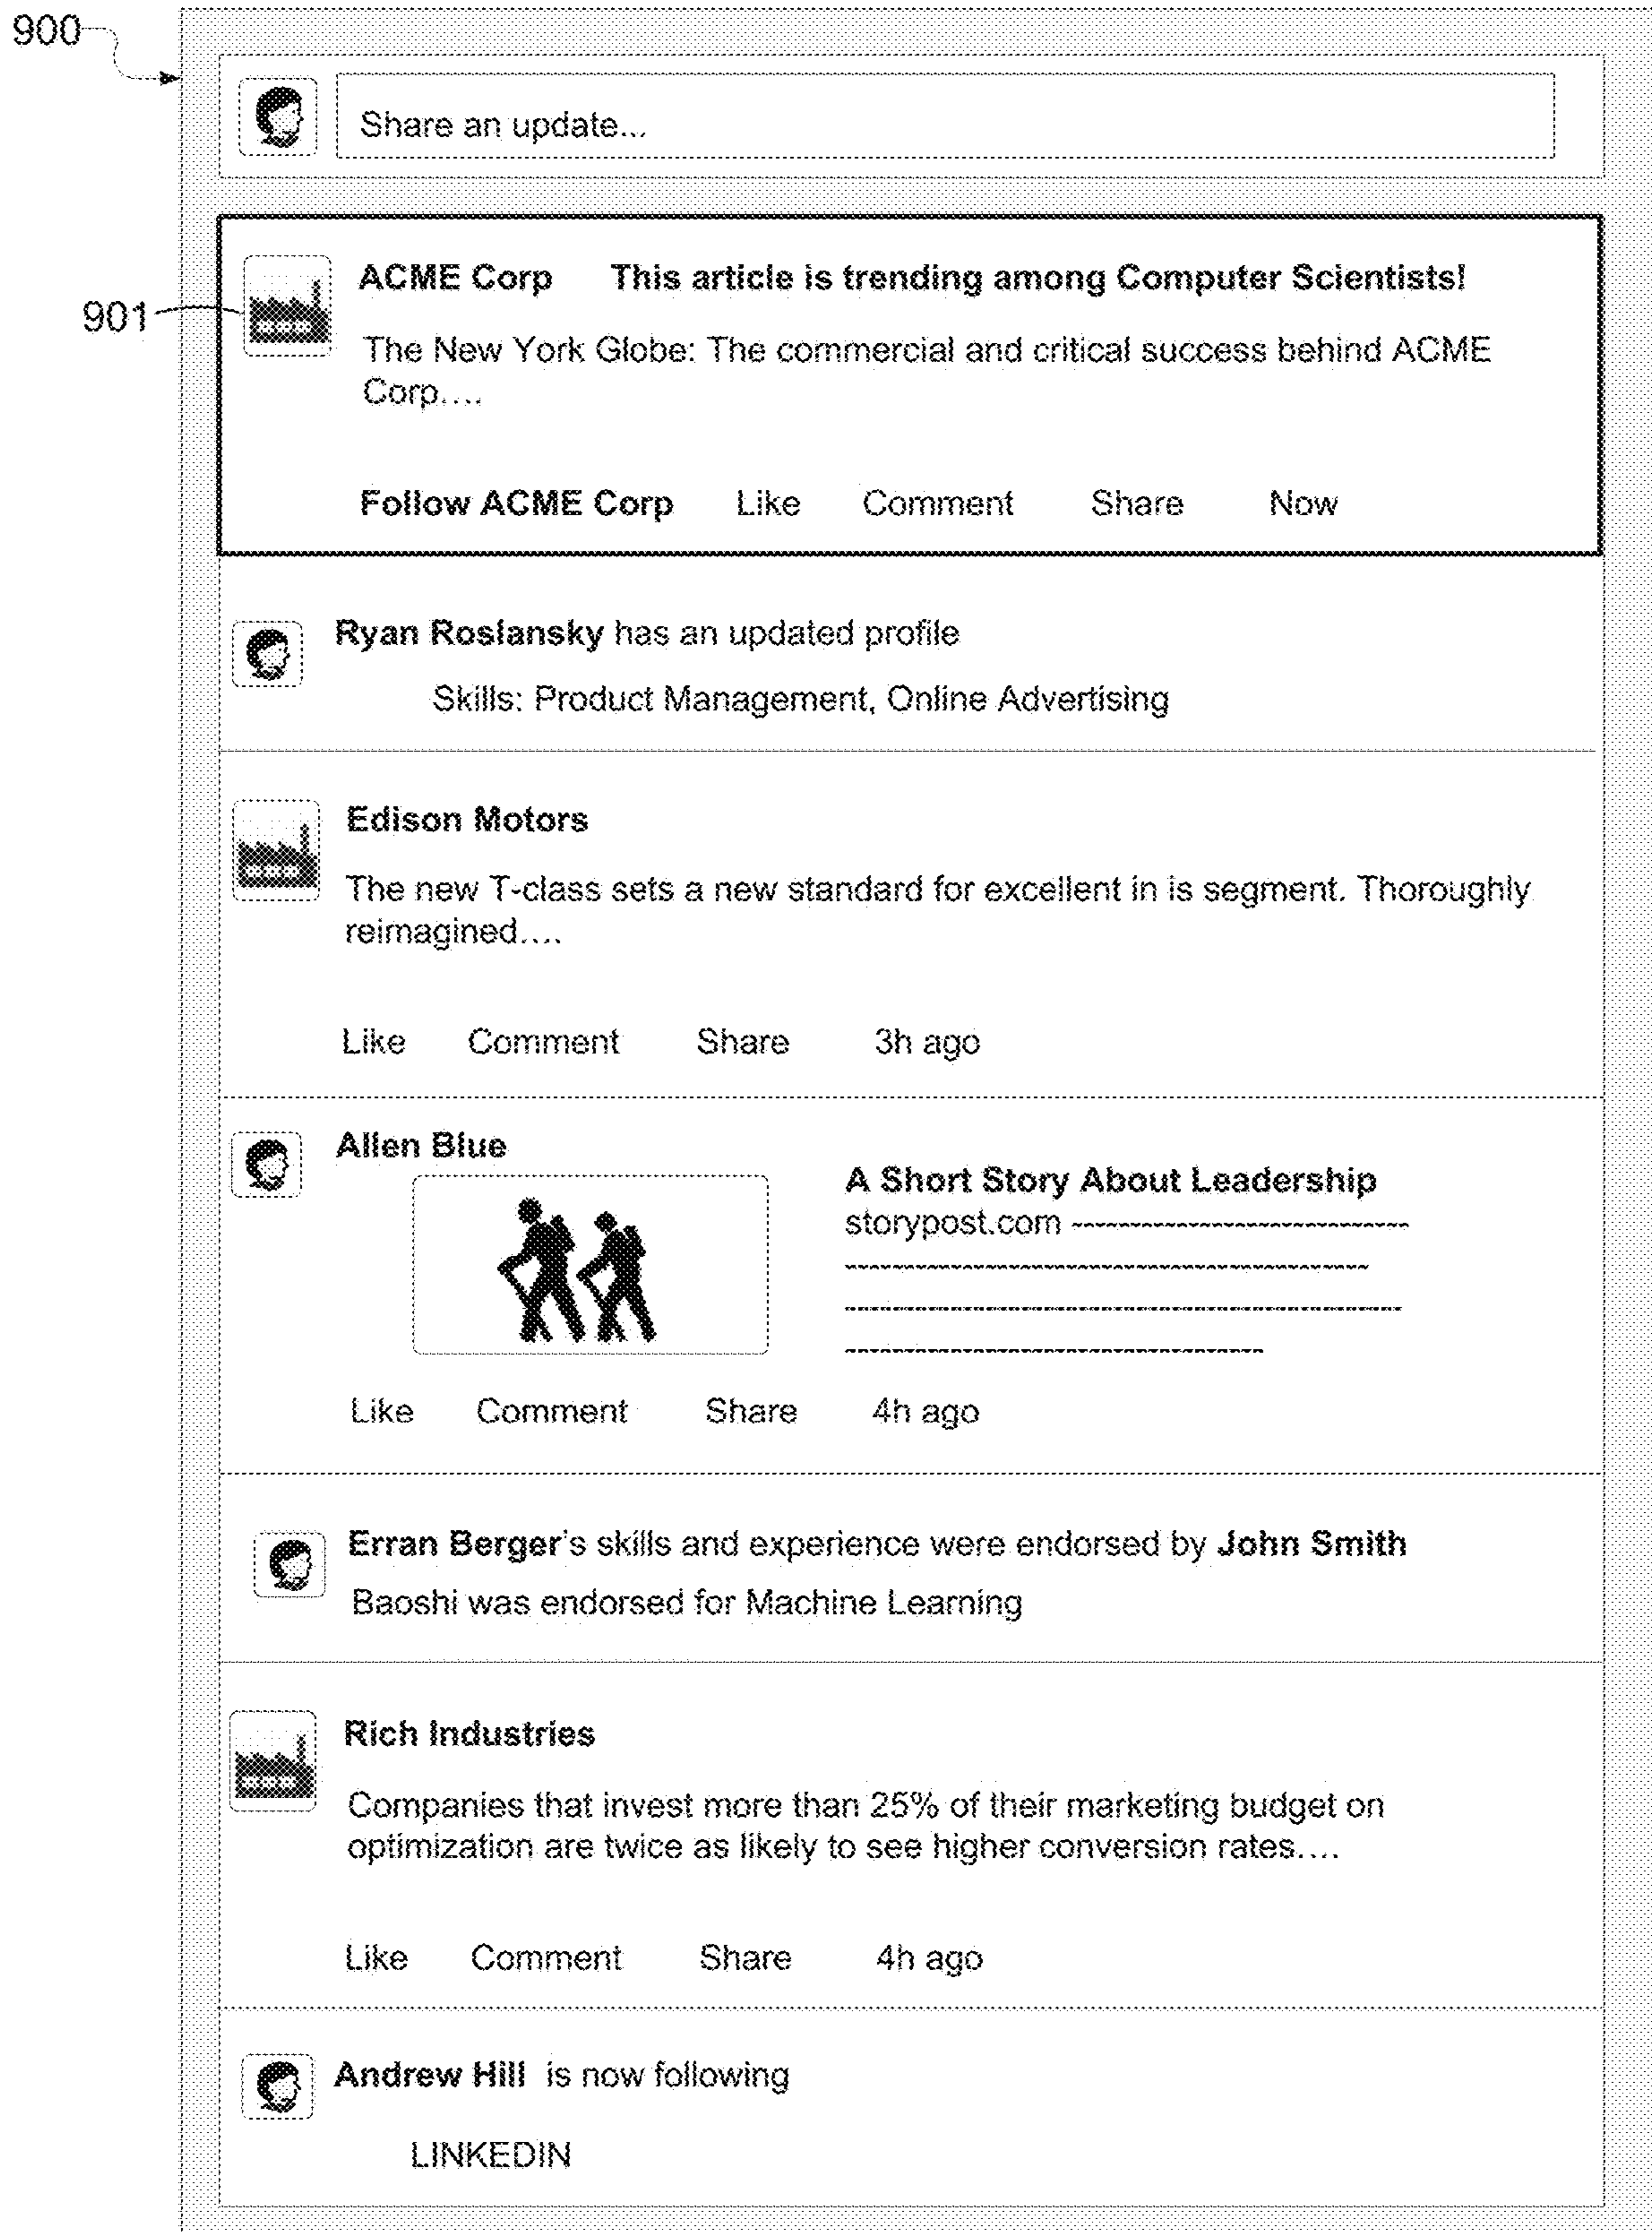 900
Share an update...
901
ACME Corp This article is trending among Computer Scientists!
The New York Globe: The commercial and critical success behind ACME
Corp....
Follow ACME Corp Like Comment Share Now
Ryan Roslansky has an updated profile
Skills: Product Management, Online Advertising
Edison Motors
The new T-class sets a new standard for excellent in is segment. Thoroughly
reimagined....
Like Comment Share 3h ago
Allen Blue
A Short Story About Leadership
storypost.com
Like Comment Share 4h ago
Erran Berger's skills and experience were endorsed by John Smith
Baoshi was endorsed for Machine Learning
Rich Industries
Companies that invest more than 25% of their marketing budget on
optimization are twice as likely to see higher conversion rates....
Like Comment Share 4h ago
Andrew Hill is now following
LINKEDIN